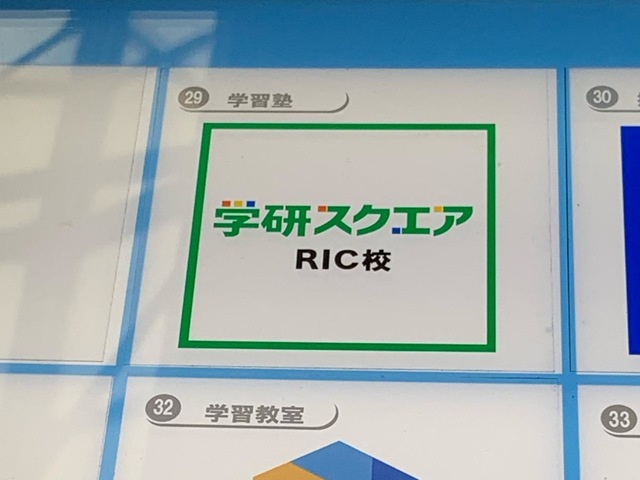 29 学習塾
30
学研スクエア
RIC校
32 学習教室
33